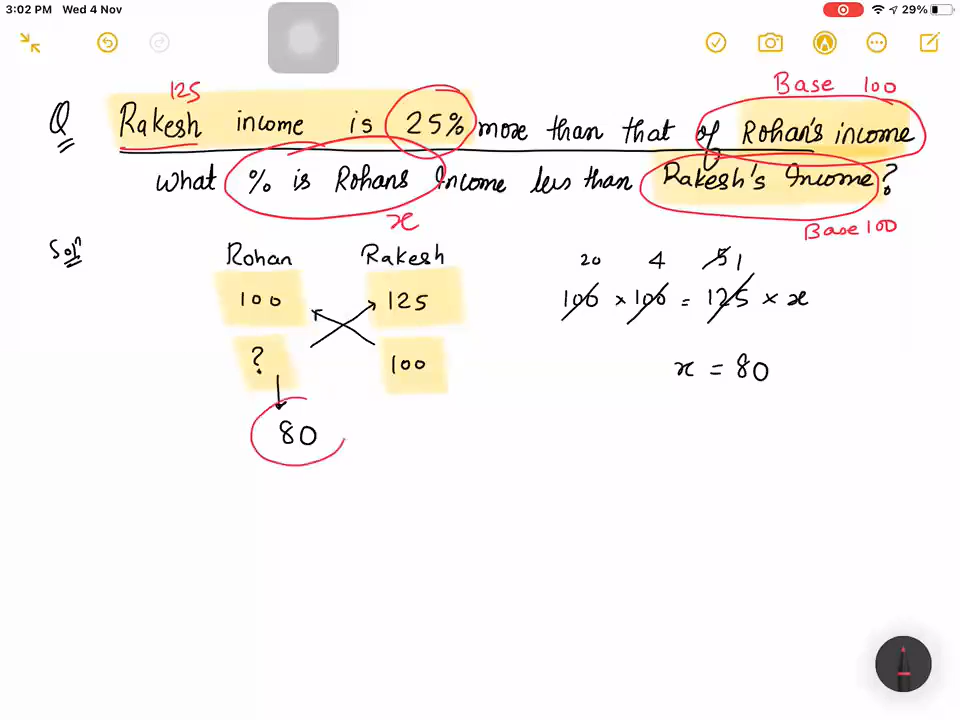 3:02 PM Wed 4 Nov
29%
125
Base 100
Q Rakesh income is 25% more than that of Rohan's income
What % is Rohans Income less than Rakesh's Income?
x
Base 100
Soln
Rohan Rakesh
100 125
? 100
80
20 4 5 1
100 × 100 = 125 × x
x = 80